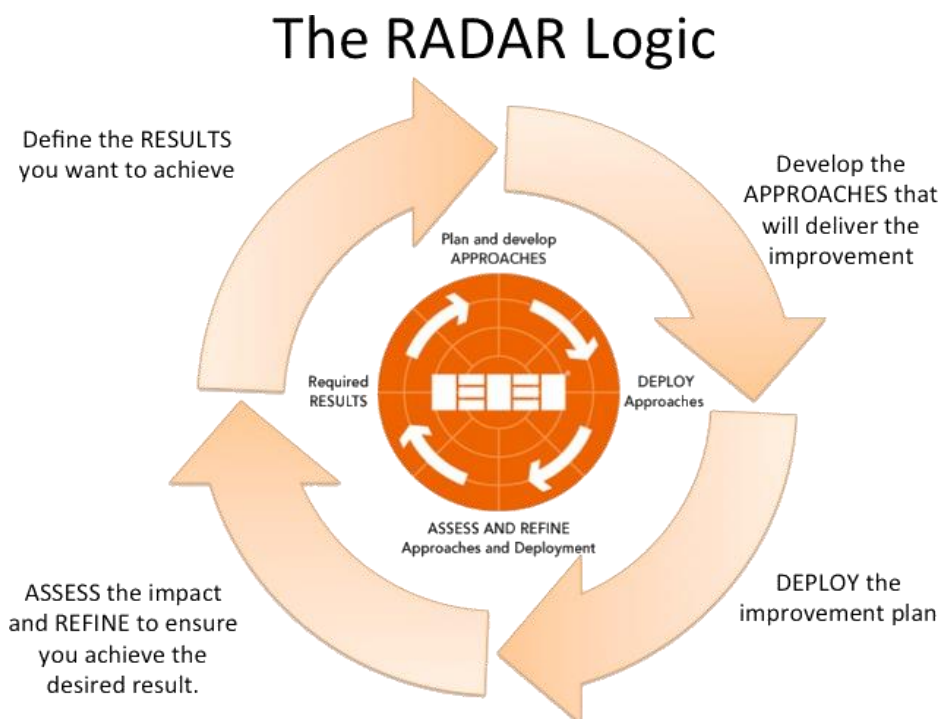 The RADAR Logic
Define the RESULTS
you want to achieve
Develop the
APPROACHES that
will deliver the
improvement
Plan and develop
APPROACHES
Required
RESULTS
DEPLOY
Approaches
ASSESS AND REFINE
Approaches and Deployment
ASSESS the impact
and REFINE to ensure
you achieve the
desired result.
DEPLOY the
improvement plan